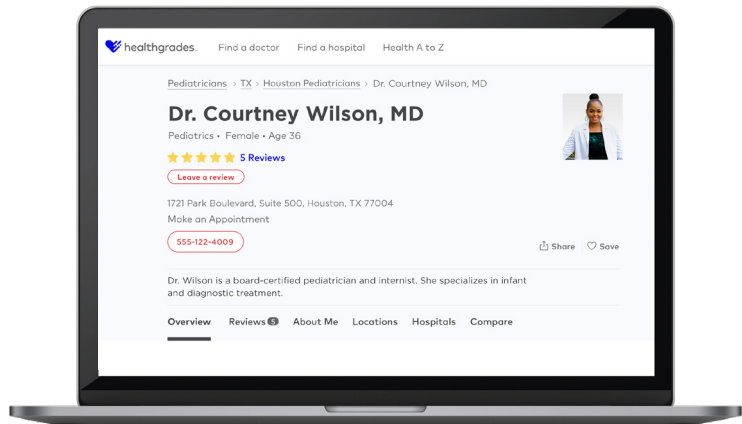 healthgrades. Find a doctor Find a hospital Health A to Z
Pediatricians > TX > Houston Pediatricians > Dr. Courtney Wilson, MD
Dr. Courtney Wilson, MD
Pediatrics • Female • Age 36
5 Reviews
Leave a review
1721 Park Boulevard, Suite 500, Houston, TX 77004
Make an Appointment
555-122-4009
Share Save
Dr. Wilson is a board-certified pediatrician and internist. She specializes in infant
and diagnostic treatment.
Overview Reviews 5 About Me Locations Hospitals Compare